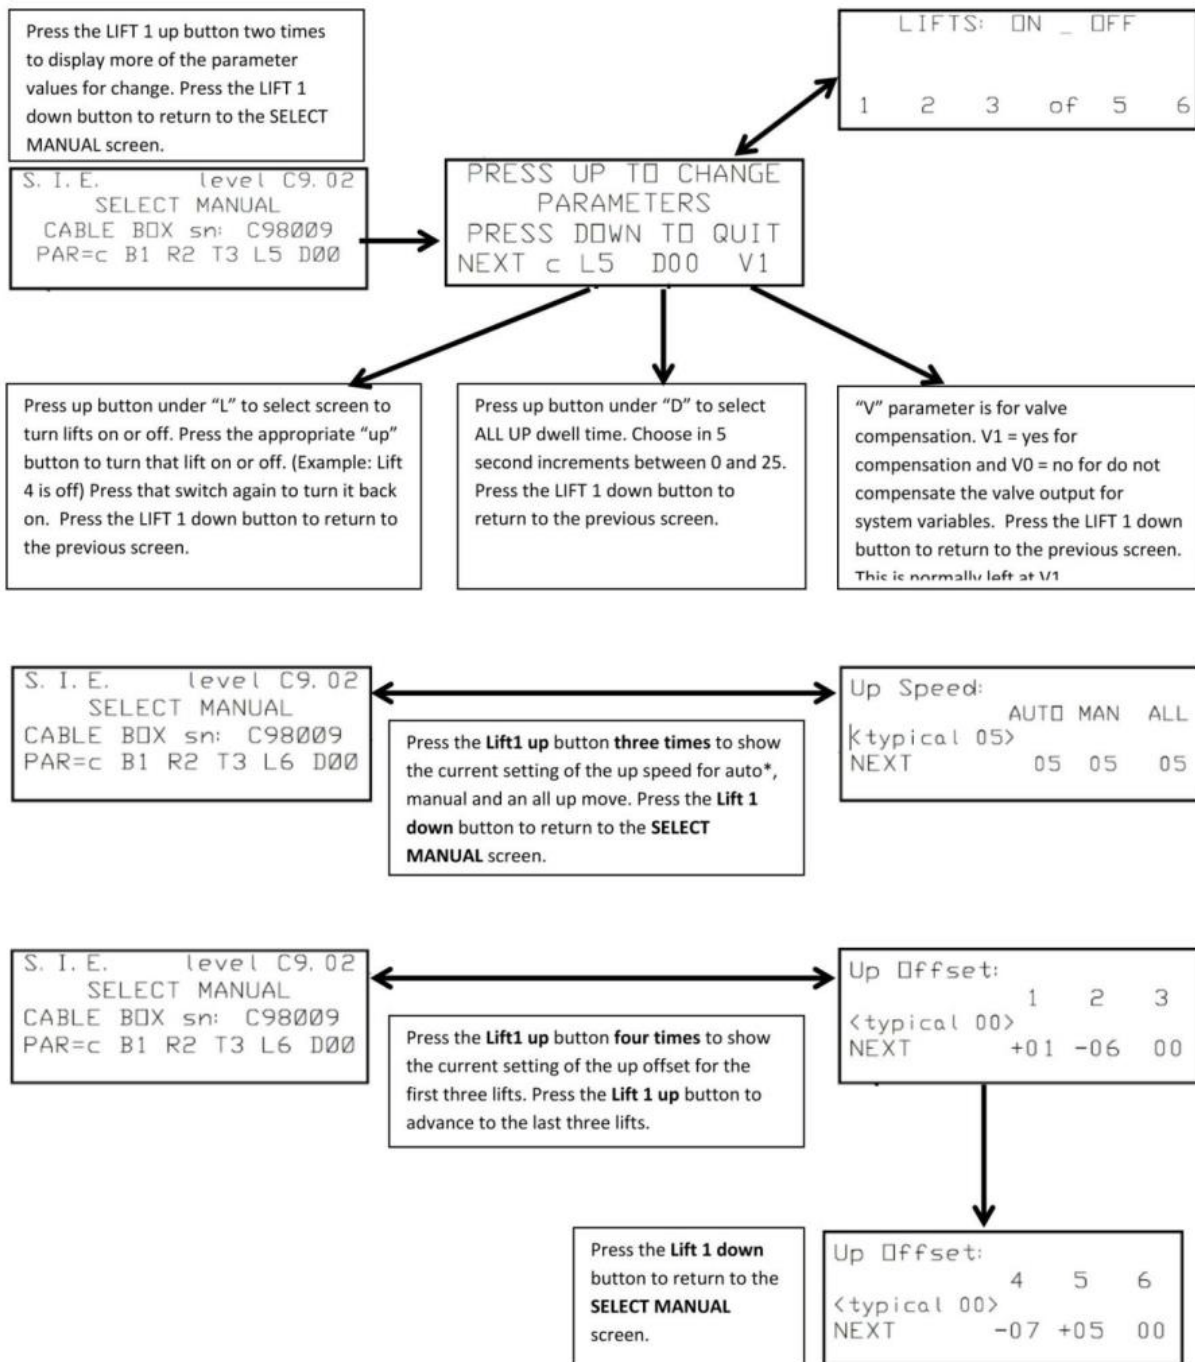 Press the LIFT 1 up button two times
to display more of the parameter
values for change. Press the LIFT 1
down button to return to the SELECT
MANUAL screen.
LIFTS: ON _ OFF
1 2 3 of 5 6
S. I. E. level C9. 02
SELECT MANUAL
CABLE BOX sn: C98009
PAR=c B1 R2 T3 L5 D00
PRESS UP TO CHANGE
PARAMETERS
PRESS DOWN TO QUIT
NEXT c L5 D00 V1
Press up button under “L” to select screen to
turn lifts on or off. Press the appropriate “up”
button to turn that lift on or off. (Example: Lift
4 is off) Press that switch again to turn it back
on. Press the LIFT 1 down button to return to
the previous screen.
Press up button under “D” to select
ALL UP dwell time. Choose in 5
second increments between 0 and 25.
Press the LIFT 1 down button to
return to the previous screen.
“V” parameter is for valve
compensation. V1 = yes for
compensation and V0 = no for do not
compensate the valve output for
system variables. Press the LIFT 1 down
button to return to the previous screen.
This is normally left at V1
S. I. E. level C9. 02
SELECT MANUAL
CABLE BOX sn: C98009
PAR=c B1 R2 T3 L6 D00
Press the Lift1 up button three times to show
the current setting of the up speed for auto*,
manual and an all up move. Press the Lift 1
down button to return to the SELECT
MANUAL screen.
Up Speed:
AUTO MAN ALL
<typical 05>
NEXT 05 05 05
S. I. E. level C9. 02
SELECT MANUAL
CABLE BOX sn: C98009
PAR=c B1 R2 T3 L6 D00
Press the Lift1 up button four times to show
the current setting of the up offset for the
first three lifts. Press the Lift 1 up button to
advance to the last three lifts.
Up Offset:
1 2 3
<typical 00>
NEXT +01 -06 00
Press the Lift 1 down
button to return to the
SELECT MANUAL
screen.
Up Offset:
4 5 6
<typical 00>
NEXT -07 +05 00